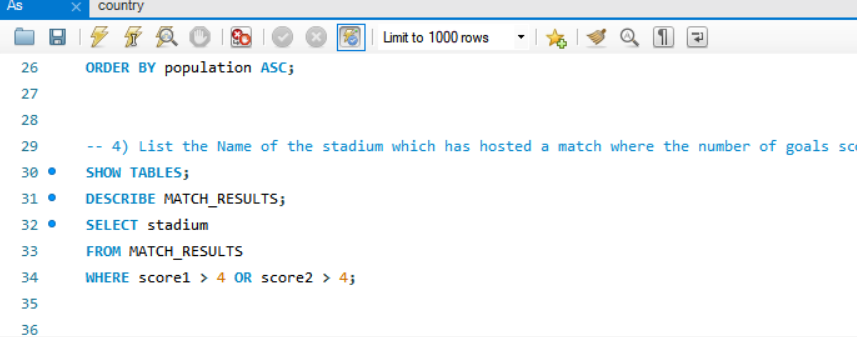 As country
Limit to 1000 rows
26 ORDER BY population ASC;
27
28
29 -- 4) List the Name of the stadium which has hosted a match where the number of goals
30 SHOW TABLES;
31 DESCRIBE MATCH_RESULTS;
32 SELECT stadium
33 FROM MATCH_RESULTS
34 WHERE score1 > 4 OR score2 > 4;
35
36